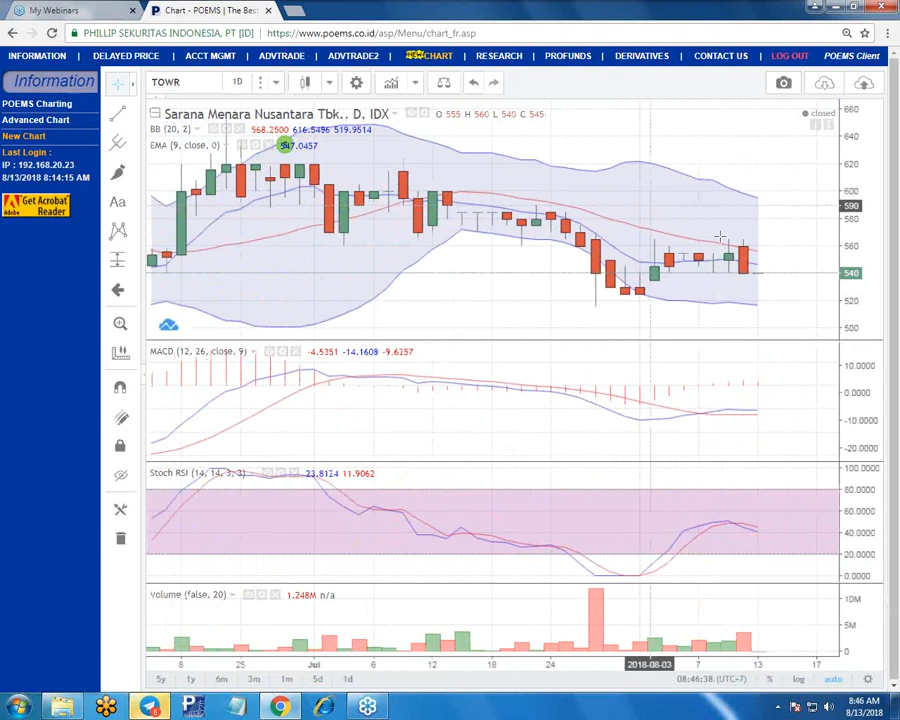 My Webinars
Chart - POEMS | The Bes
PHILLIP SEKURITAS INDONESIA, PT [ID]
https://www.poems.co.id/asp/Menu/chart_fr.asp
INFORMATION DELAYED PRICE ACCT MGMT ADVTRADE ADVTRADE2 NEW CHART RESEARCH PROFUNDS DERIVATIVES CONTACT US LOG OUT POEMS Client
Information
POEMS Charting
Advanced Chart
New Chart
Last Login :
IP : 192.168.20.23
8/13/2018 8:14:15 AM
Get Acrobat
Reader
Adobe
TOWR 1D
Sarana Menara Nusantara Tbk., D, IDX
O 555 H 560 L 540 C 545
closed
BB (20, 2) 568.2500 616.5486 519.9514
EMA (9, close, 0) 547.0457
660
640
620
600
590
580
560
540
520
500
MACD (12, 26, close, 9) -4.5351 -14.1608 -9.6257
10.0000
0.0000
-10.0000
-20.0000
Stoch RSI (14, 14, 3, 3) 23.8124 11.9062
100.0000
80.0000
60.0000
40.0000
20.0000
0.0000
Volume (false, 20) 1.248M n/a
10M
5M
0
25 Jul 6 12 18 24 2018-08-03 7 13 17
5y 1y 6m 3m 1m 5d 1d
08:46:38 (UTC+7) % log auto
Aa
8:46 AM
8/13/2018